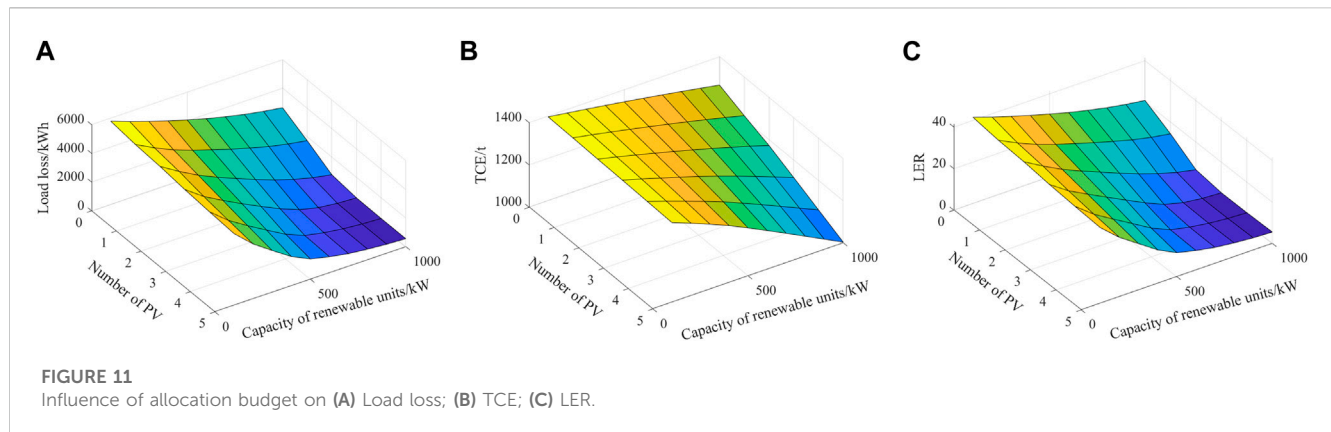 A
Load loss/kWh
6000
4000
2000
0
0
1
2
3
4
5
Number of PV
0
500
1000
Capacity of renewable units/kW
B
TCE/t
1400
1200
1000
0
1
2
3
4
5
Number of PV
0
500
1000
Capacity of renewable units/kW
C
LER
40
20
0
0
1
2
3
4
5
Number of PV
0
500
1000
Capacity of renewable units/kW
FIGURE 11
Influence of allocation budget on (A) Load loss; (B) TCE; (C) LER.